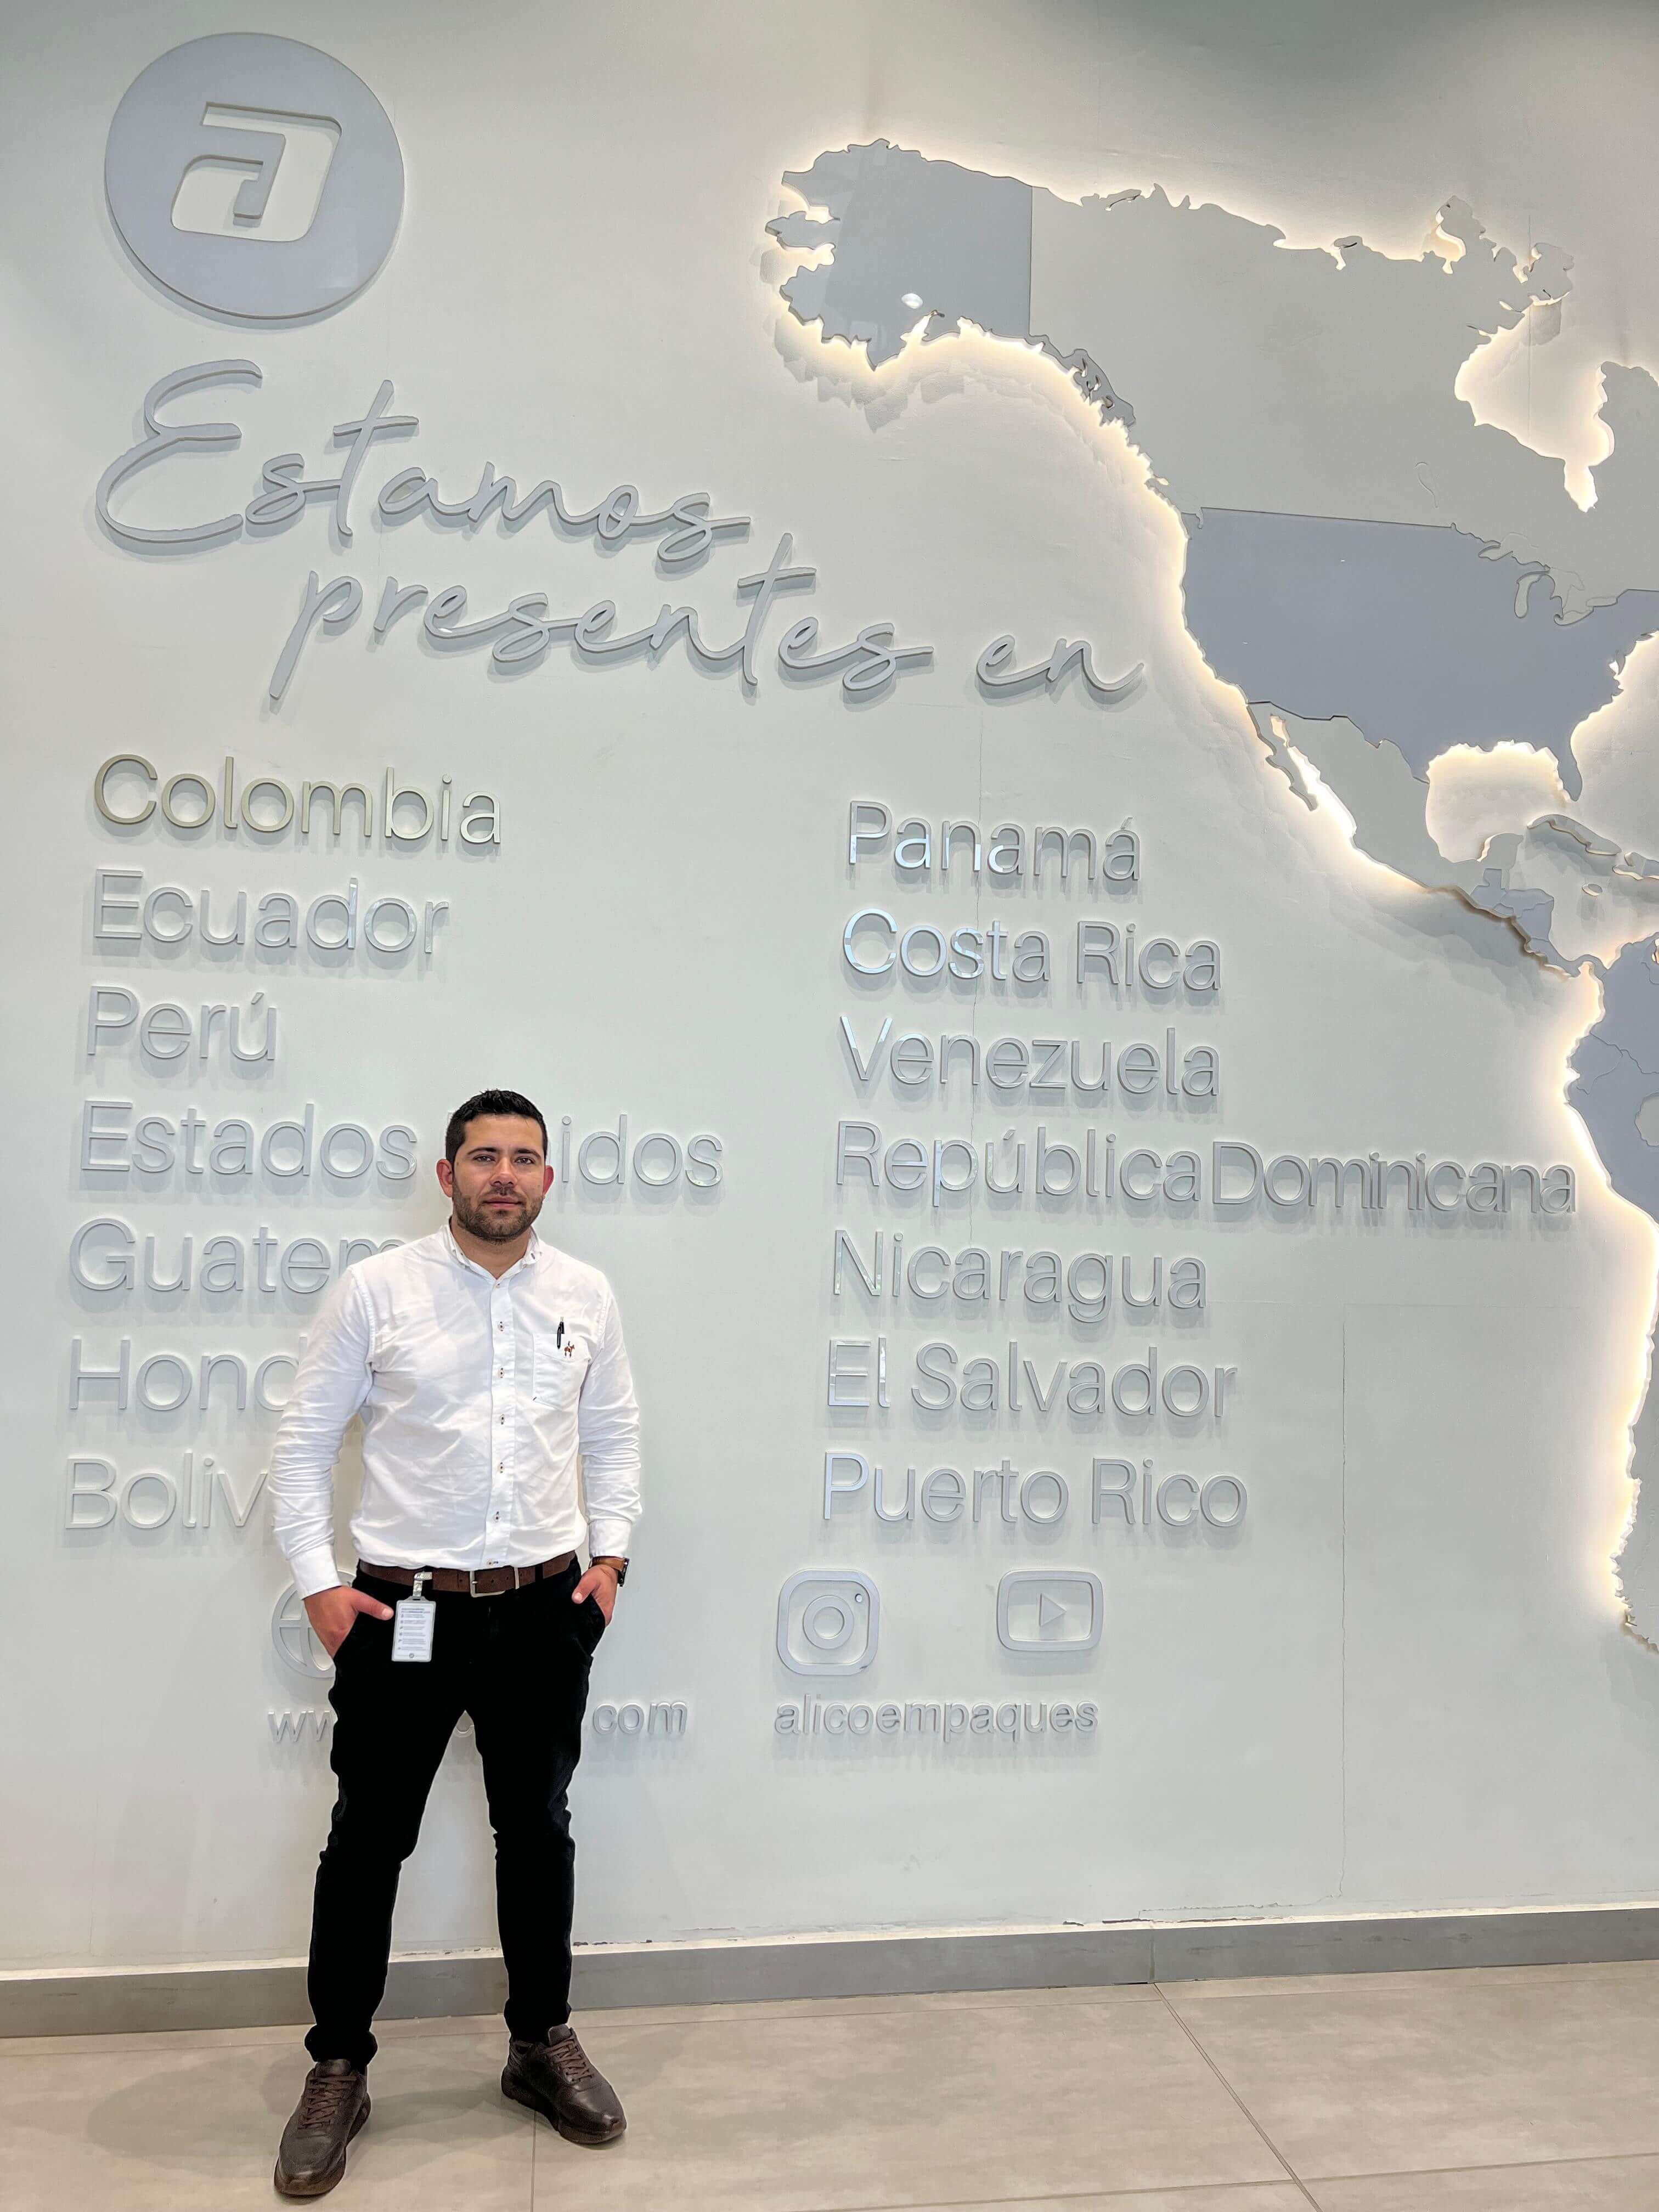 a
Estamos
presentes en
Colombia
Ecuador
Perú
Estados
Bolivia
Panamá
Costa Rica
Venezuela
República Dominicana
Nicaragua
El Salvador
Puerto Rico
alicoempaques